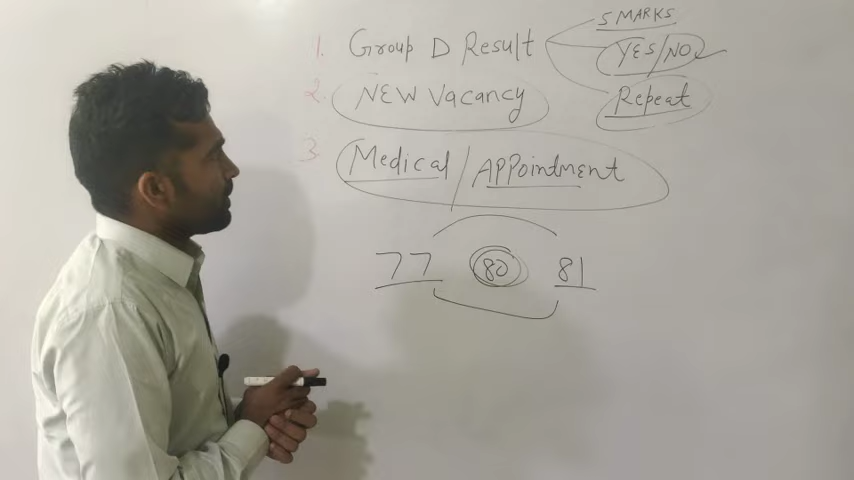 5 MARKS
1. Group D Result
YES/NO
2. NEW Vacancy
Repeat
3 Medical/APPointment
77 80 81